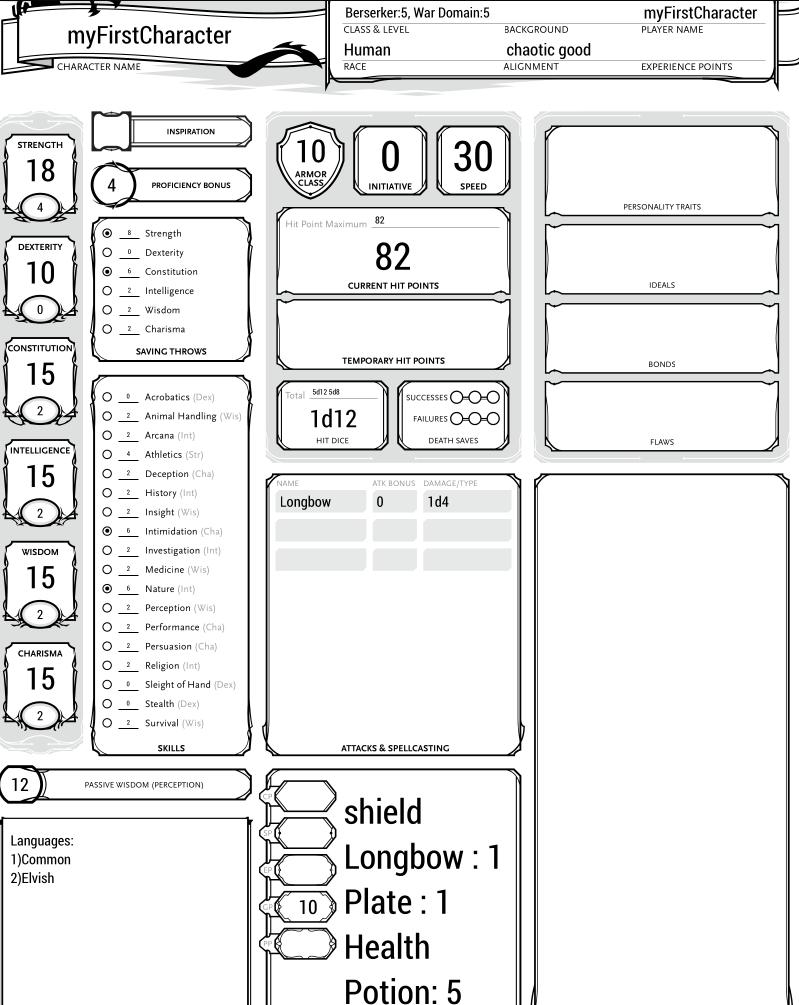 myFirstCharacter
CHARACTER NAME
Berserker:5, War Domain:5
myFirstCharacter
CLASS & LEVEL
BACKGROUND
PLAYER NAME
Human
chaotic good
RACE
ALIGNMENT
EXPERIENCE POINTS
STRENGTH
18
4
DEXTERITY
10
0
CONSTITUTION
15
2
INTELLIGENCE
15
2
WISDOM
15
2
CHARISMA
15
2
INSPIRATION
4 PROFICIENCY BONUS
8 Strength
0 Dexterity
6 Constitution
2 Intelligence
2 Wisdom
2 Charisma
SAVING THROWS
0 Acrobatics (Dex)
2 Animal Handling (Wis)
2 Arcana (Int)
4 Athletics (Str)
2 Deception (Cha)
2 History (Int)
2 Insight (Wis)
6 Intimidation (Cha)
2 Investigation (Int)
2 Medicine (Wis)
6 Nature (Int)
2 Perception (Wis)
2 Performance (Cha)
2 Persuasion (Cha)
2 Religion (Int)
0 Sleight of Hand (Dex)
0 Stealth (Dex)
2 Survival (Wis)
SKILLS
12 PASSIVE WISDOM (PERCEPTION)
Languages:
1)Common
2)Elvish
10
ARMOR
CLASS
0
INITIATIVE
30
SPEED
Hit Point Maximum 82
82
CURRENT HIT POINTS
TEMPORARY HIT POINTS
Total 5d12 5d8
1d12
HIT DICE
SUCCESSES
FAILURES
DEATH SAVES
NAME ATK BONUS DAMAGE/TYPE
Longbow 0 1d4
ATTACKS & SPELLCASTING
CP
SP
EP
GP 10
PP
shield
Longbow : 1
Plate : 1
Health
Potion: 5
PERSONALITY TRAITS
IDEALS
BONDS
FLAWS